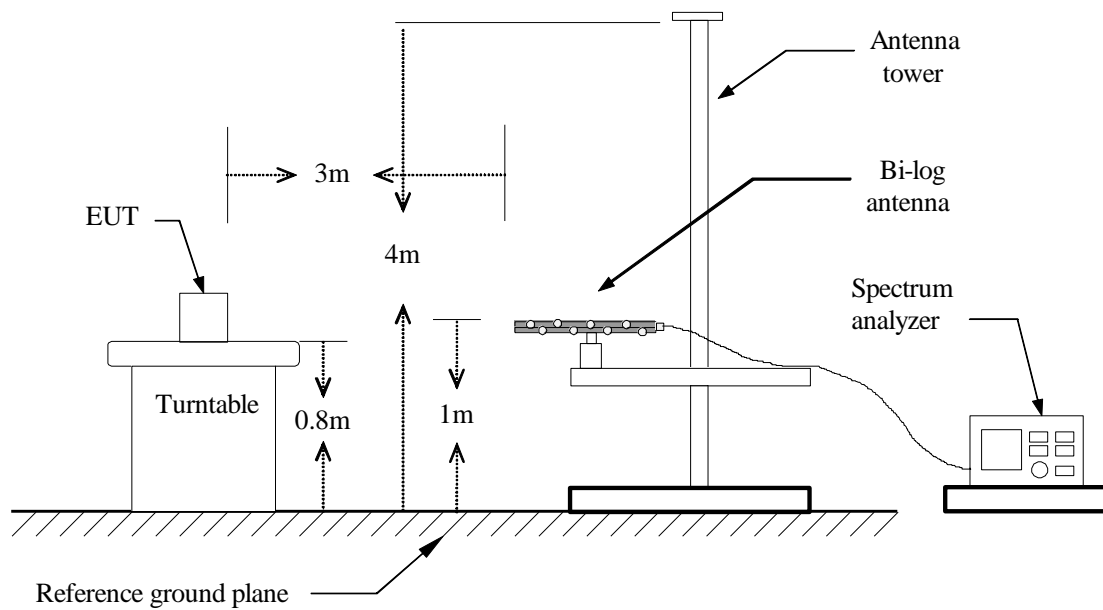 Antenna
tower
3m
Bi-log
antenna
EUT
4m
Spectrum
analyzer
Turntable
0.8m
1m
Reference ground plane